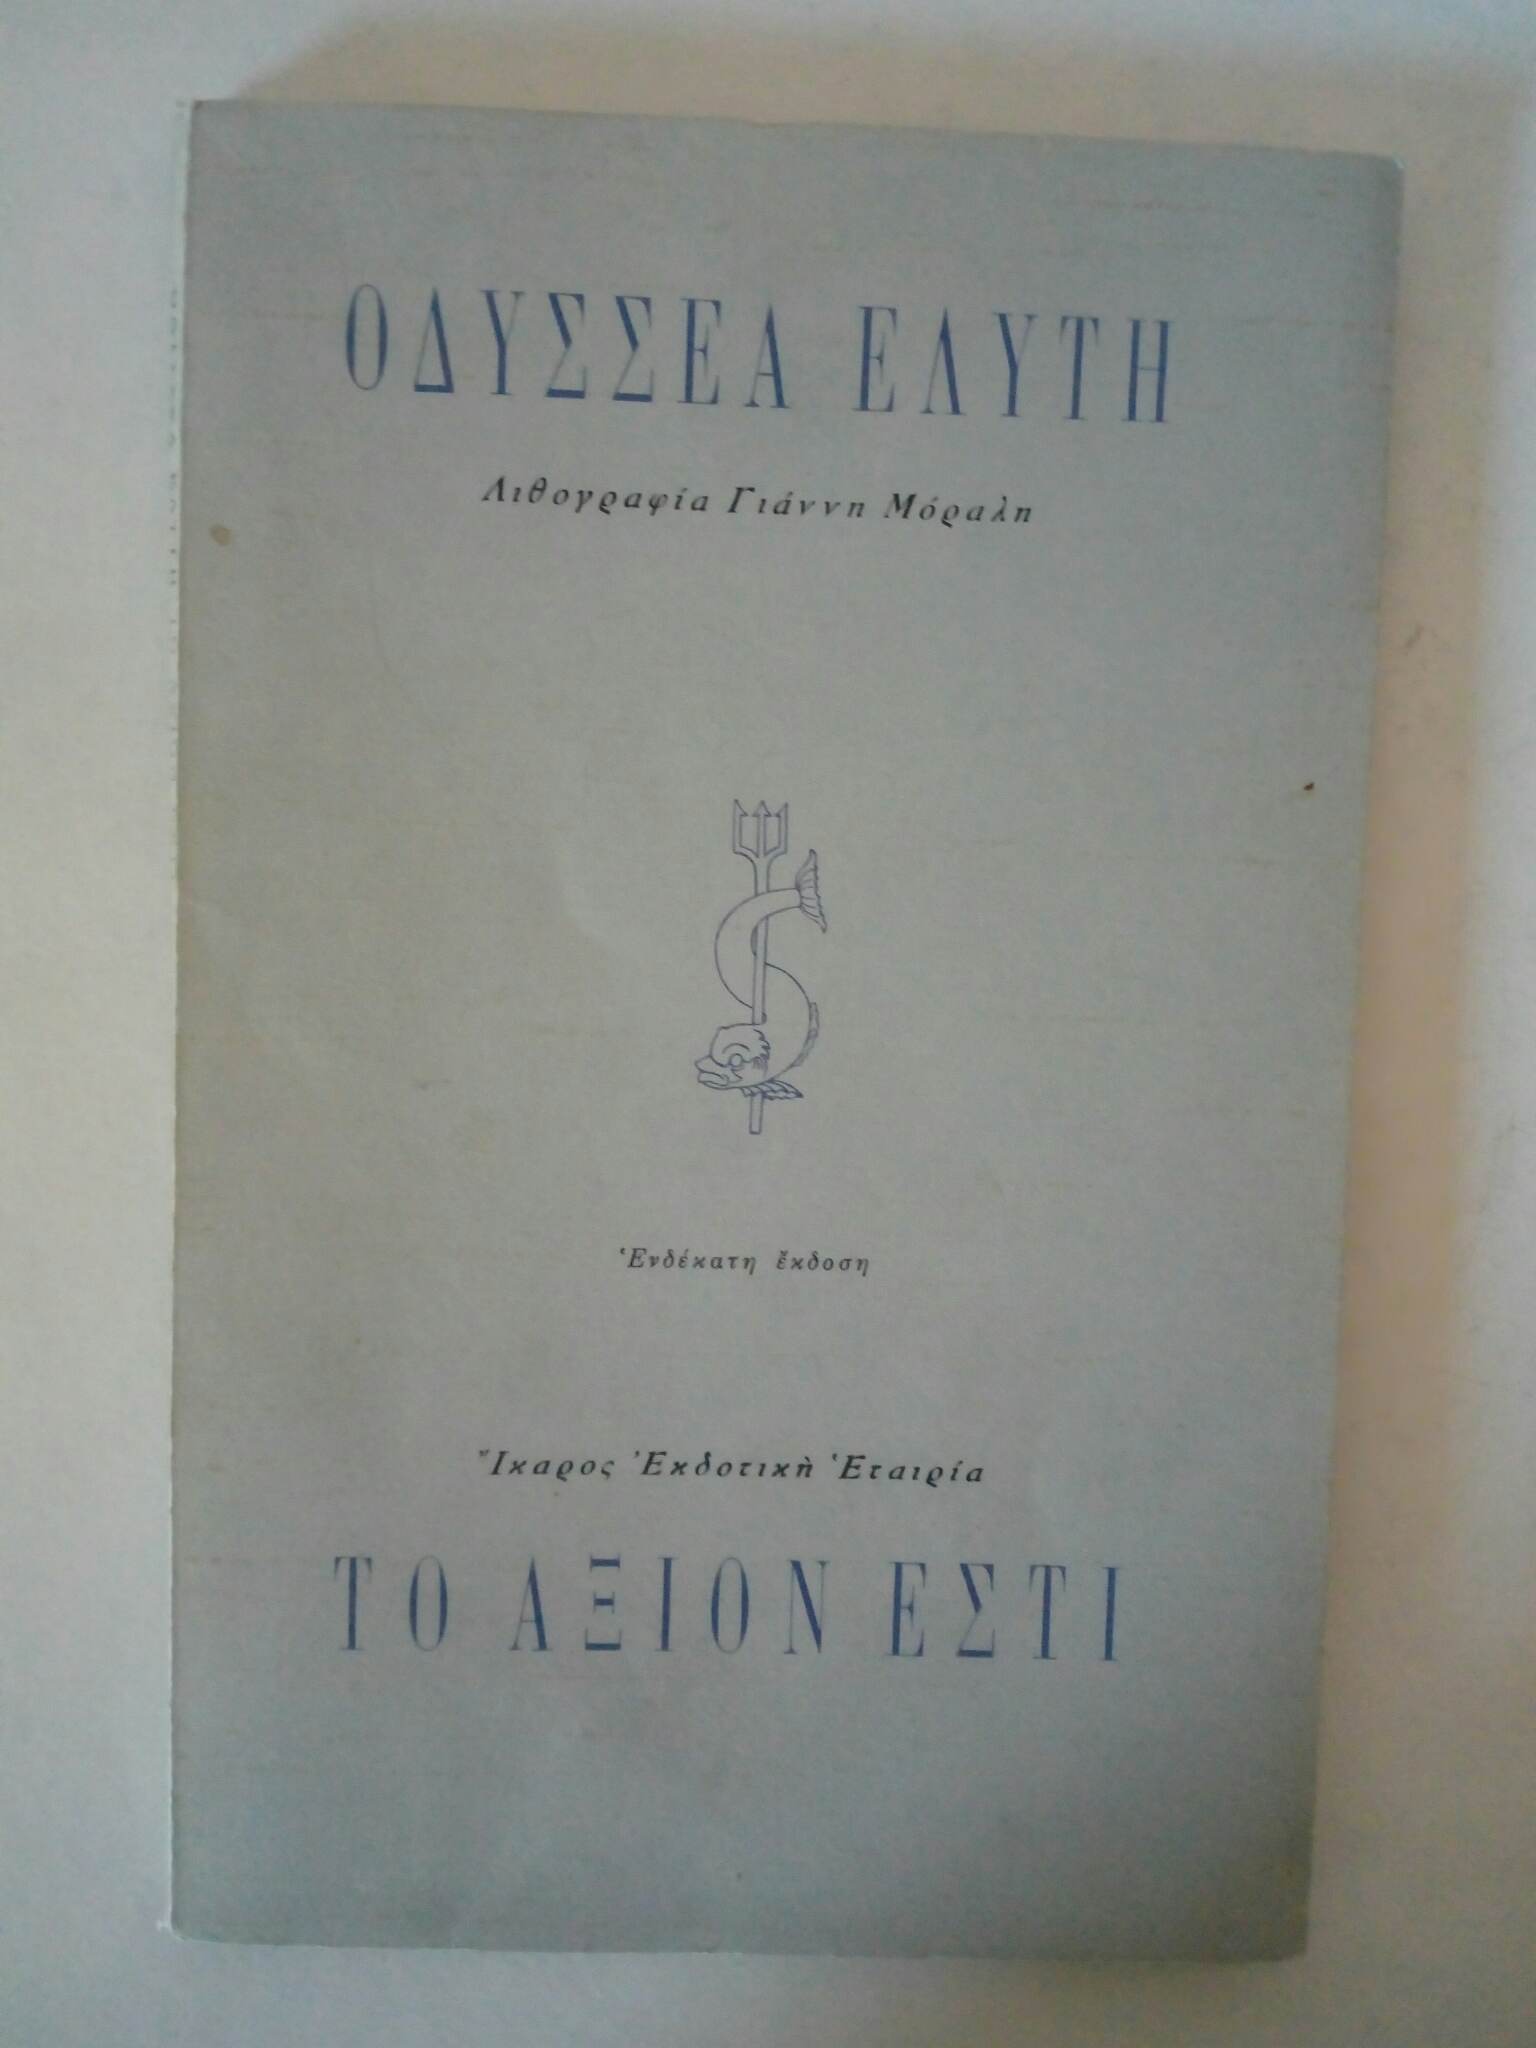 ΟΔΥΣΣΕΑ ΕΛΥΤΗ
Λιθογραφία Γιάννη Μόραλη
Ἑνδέκατη ἔκδοση
Ἴκαρος Ἐκδοτικὴ Ἑταιρία
ΤΟ ΑΞΙΟΝ ΕΣΤΙ